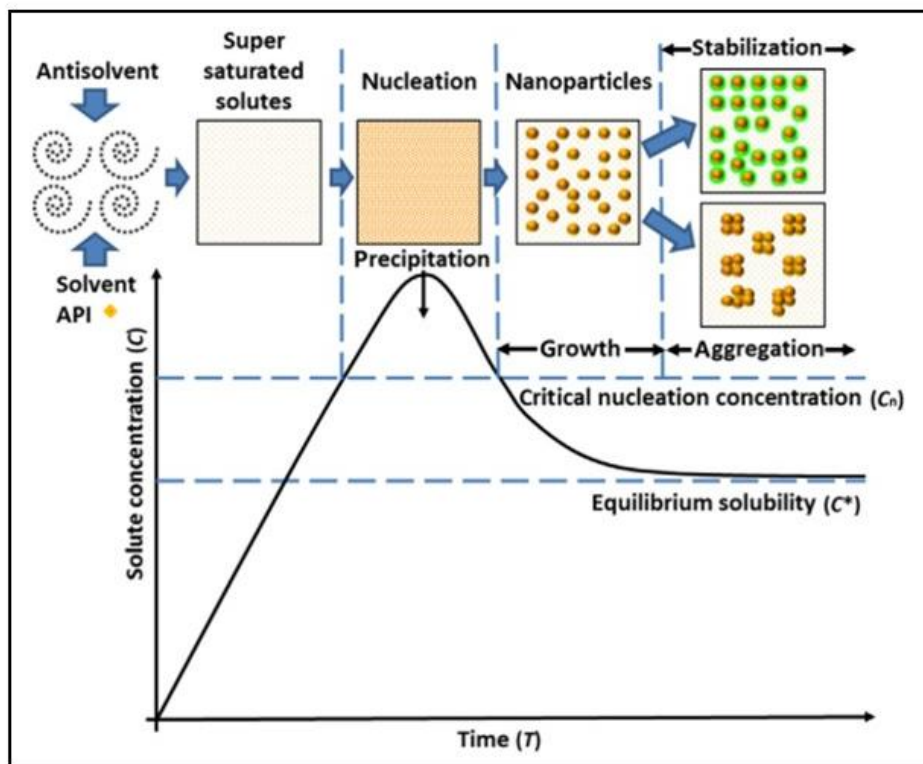 Antisolvent
Super
saturated
solutes
Nucleation
Nanoparticles
Stabilization
Solvent
API
Precipitation
Growth
Aggregation
Critical nucleation concentration (Cn)
Equilibrium solubility (C*)
Solute concentration (C)
Time (T)